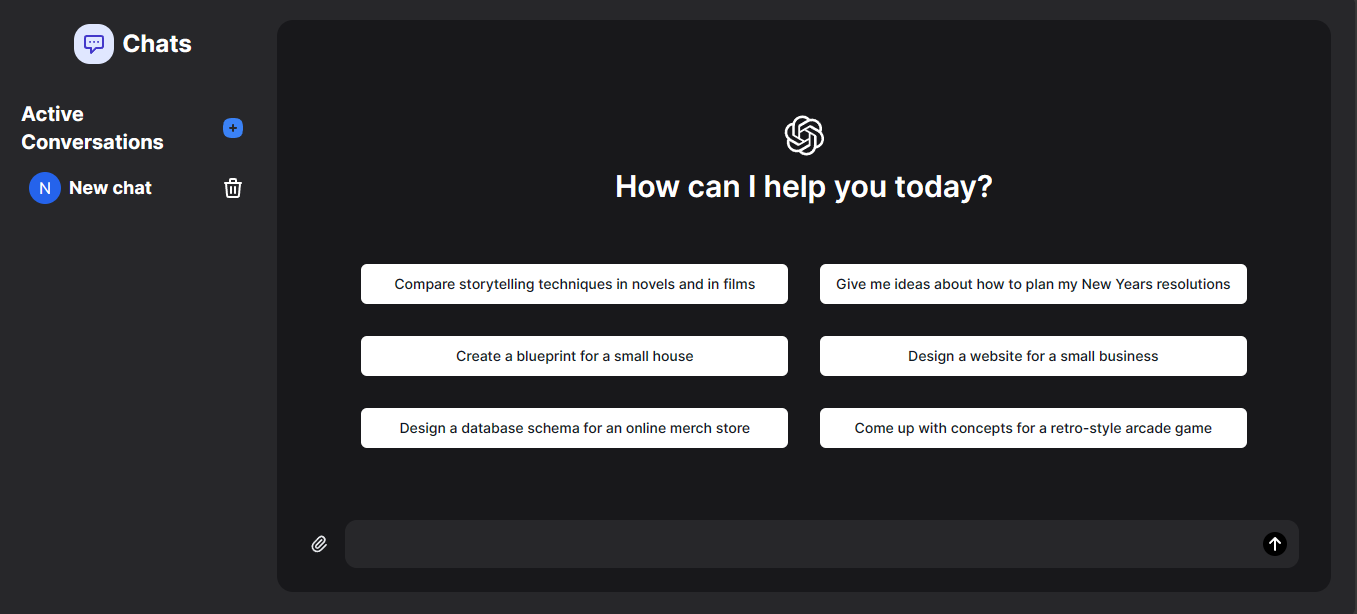 Chats
Active
Conversations
N New chat
How can I help you today?
Compare storytelling techniques in novels and in films
Give me ideas about how to plan my New Years resolutions
Create a blueprint for a small house
Design a website for a small business
Design a database schema for an online merch store
Come up with concepts for a retro-style arcade game